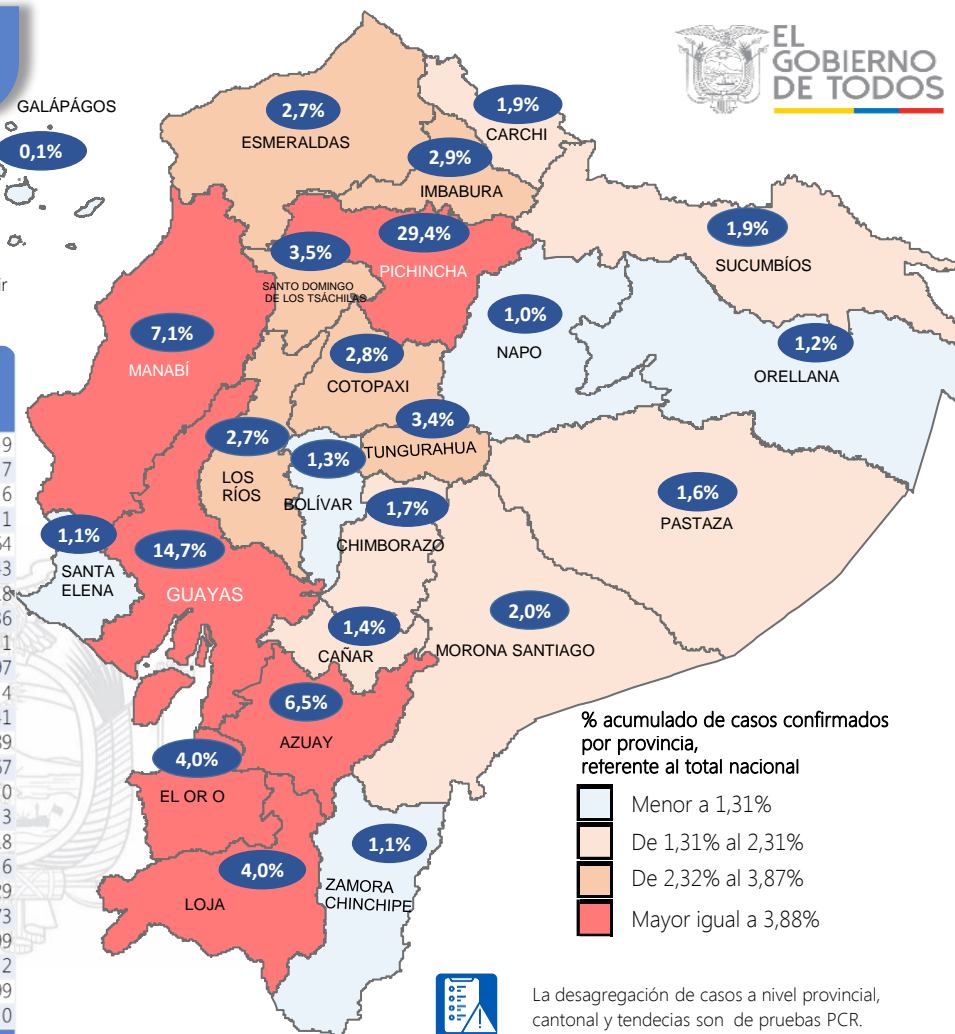 EL
GOBIERNO
DE TODOS
GALÁPÁGOS
0,1%
2,7%
ESMERALDAS
1,9%
CARCHI
2,9%
IMBABURA
29,4%
PICHINCHA
3,5%
SANTO DOMINGO
DE LOS TSÁCHILAS
1,9%
SUCUMBÍOS
ir
7,1%
MANABÍ
1,0%
NAPO
1,2%
ORELLANA
2,8%
COTOPAXI
3,4%
TUNGURAHUA
2,7%
LOS
RÍOS
1,3%
BOLÍVAR
1,7%
CHIMBORAZO
1,6%
PASTAZA
1,1%
SANTA
ELENA
14,7%
GUAYAS
2,0%
MORONA SANTIAGO
1,4%
CAÑAR
6,5%
AZUAY
4,0%
EL OR O
4,0%
LOJA
1,1%
ZAMORA
CHINCHIPE
% acumulado de casos confirmados
por provincia,
referente al total nacional
Menor a 1,31%
De 1,31% al 2,31%
De 2,32% al 3,87%
Mayor igual a 3,88%
La desagregación de casos a nivel provincial,
cantonal y tendecias son de pruebas PCR.